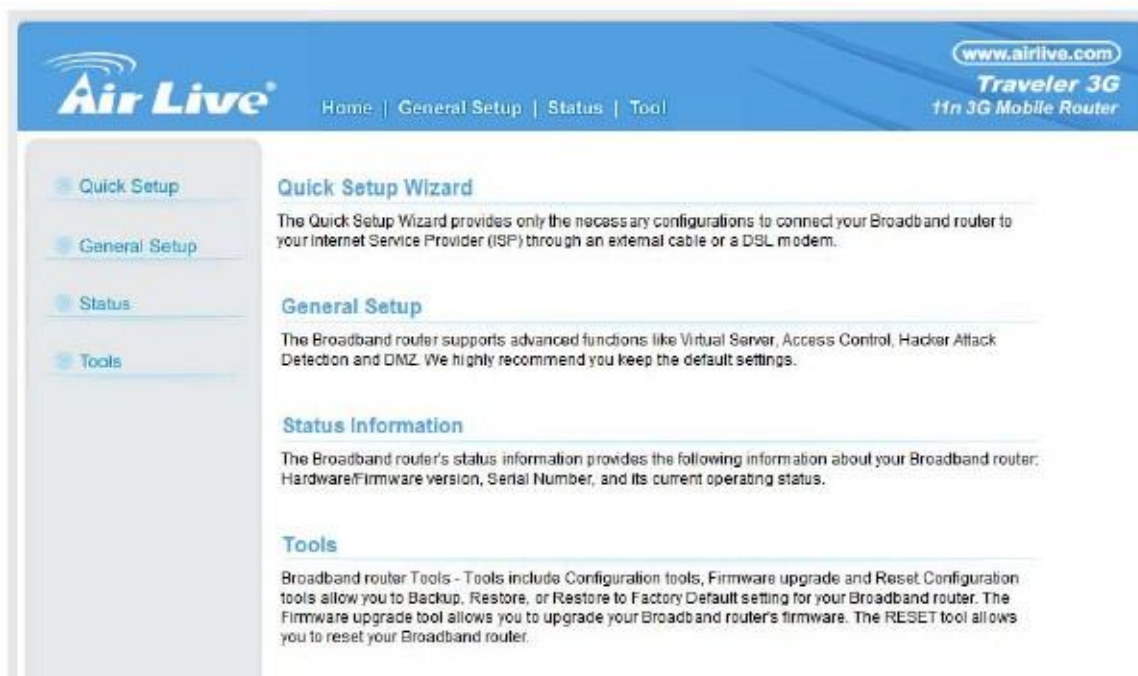 www.airlive.com
Air Live®
Traveler 3G
Home | General Setup | Status | Tool
11n 3G Mobile Router
Quick Setup
General Setup
Status
Tools
Quick Setup Wizard
The Quick Setup Wizard provides only the necessary configurations to connect your Broadband router to
your Internet Service Provider (ISP) through an external cable or a DSL modem.
General Setup
The Broadband router supports advanced functions like Virtual Server, Access Control, Hacker Attack
Detection and DMZ. We highly recommend you keep the default settings.
Status Information
The Broadband router's status information provides the following information about your Broadband router:
Hardware/Firmware version, Serial Number, and its current operating status.
Tools
Broadband router Tools - Tools include Configuration tools, Firmware upgrade and Reset. Configuration
tools allow you to Backup, Restore, or Restore to Factory Default setting for your Broadband router. The
Firmware upgrade tool allows you to upgrade your Broadband router's firmware. The RESET tool allows
you to reset your Broadband router.